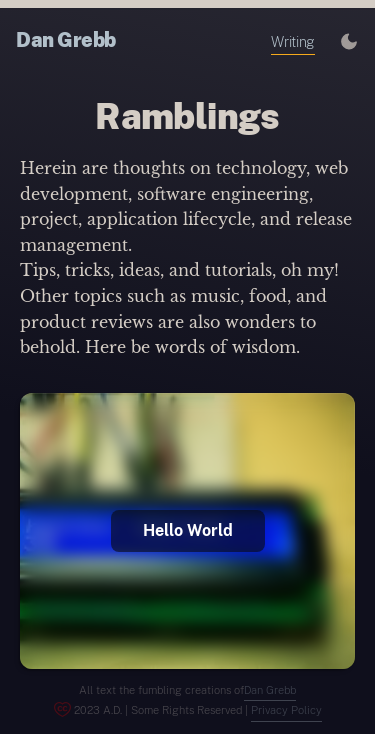 Dan Grebb
Writing
Ramblings
Herein are thoughts on technology, web
development, software engineering,
project, application lifecycle, and release
management.
Tips, tricks, ideas, and tutorials, oh my!
Other topics such as music, food, and
product reviews are also wonders to
behold. Here be words of wisdom.
Hello World
All text the fumbling creations ofDan Grebb
CC 2023 A.D. | Some Rights Reserved | Privacy Policy